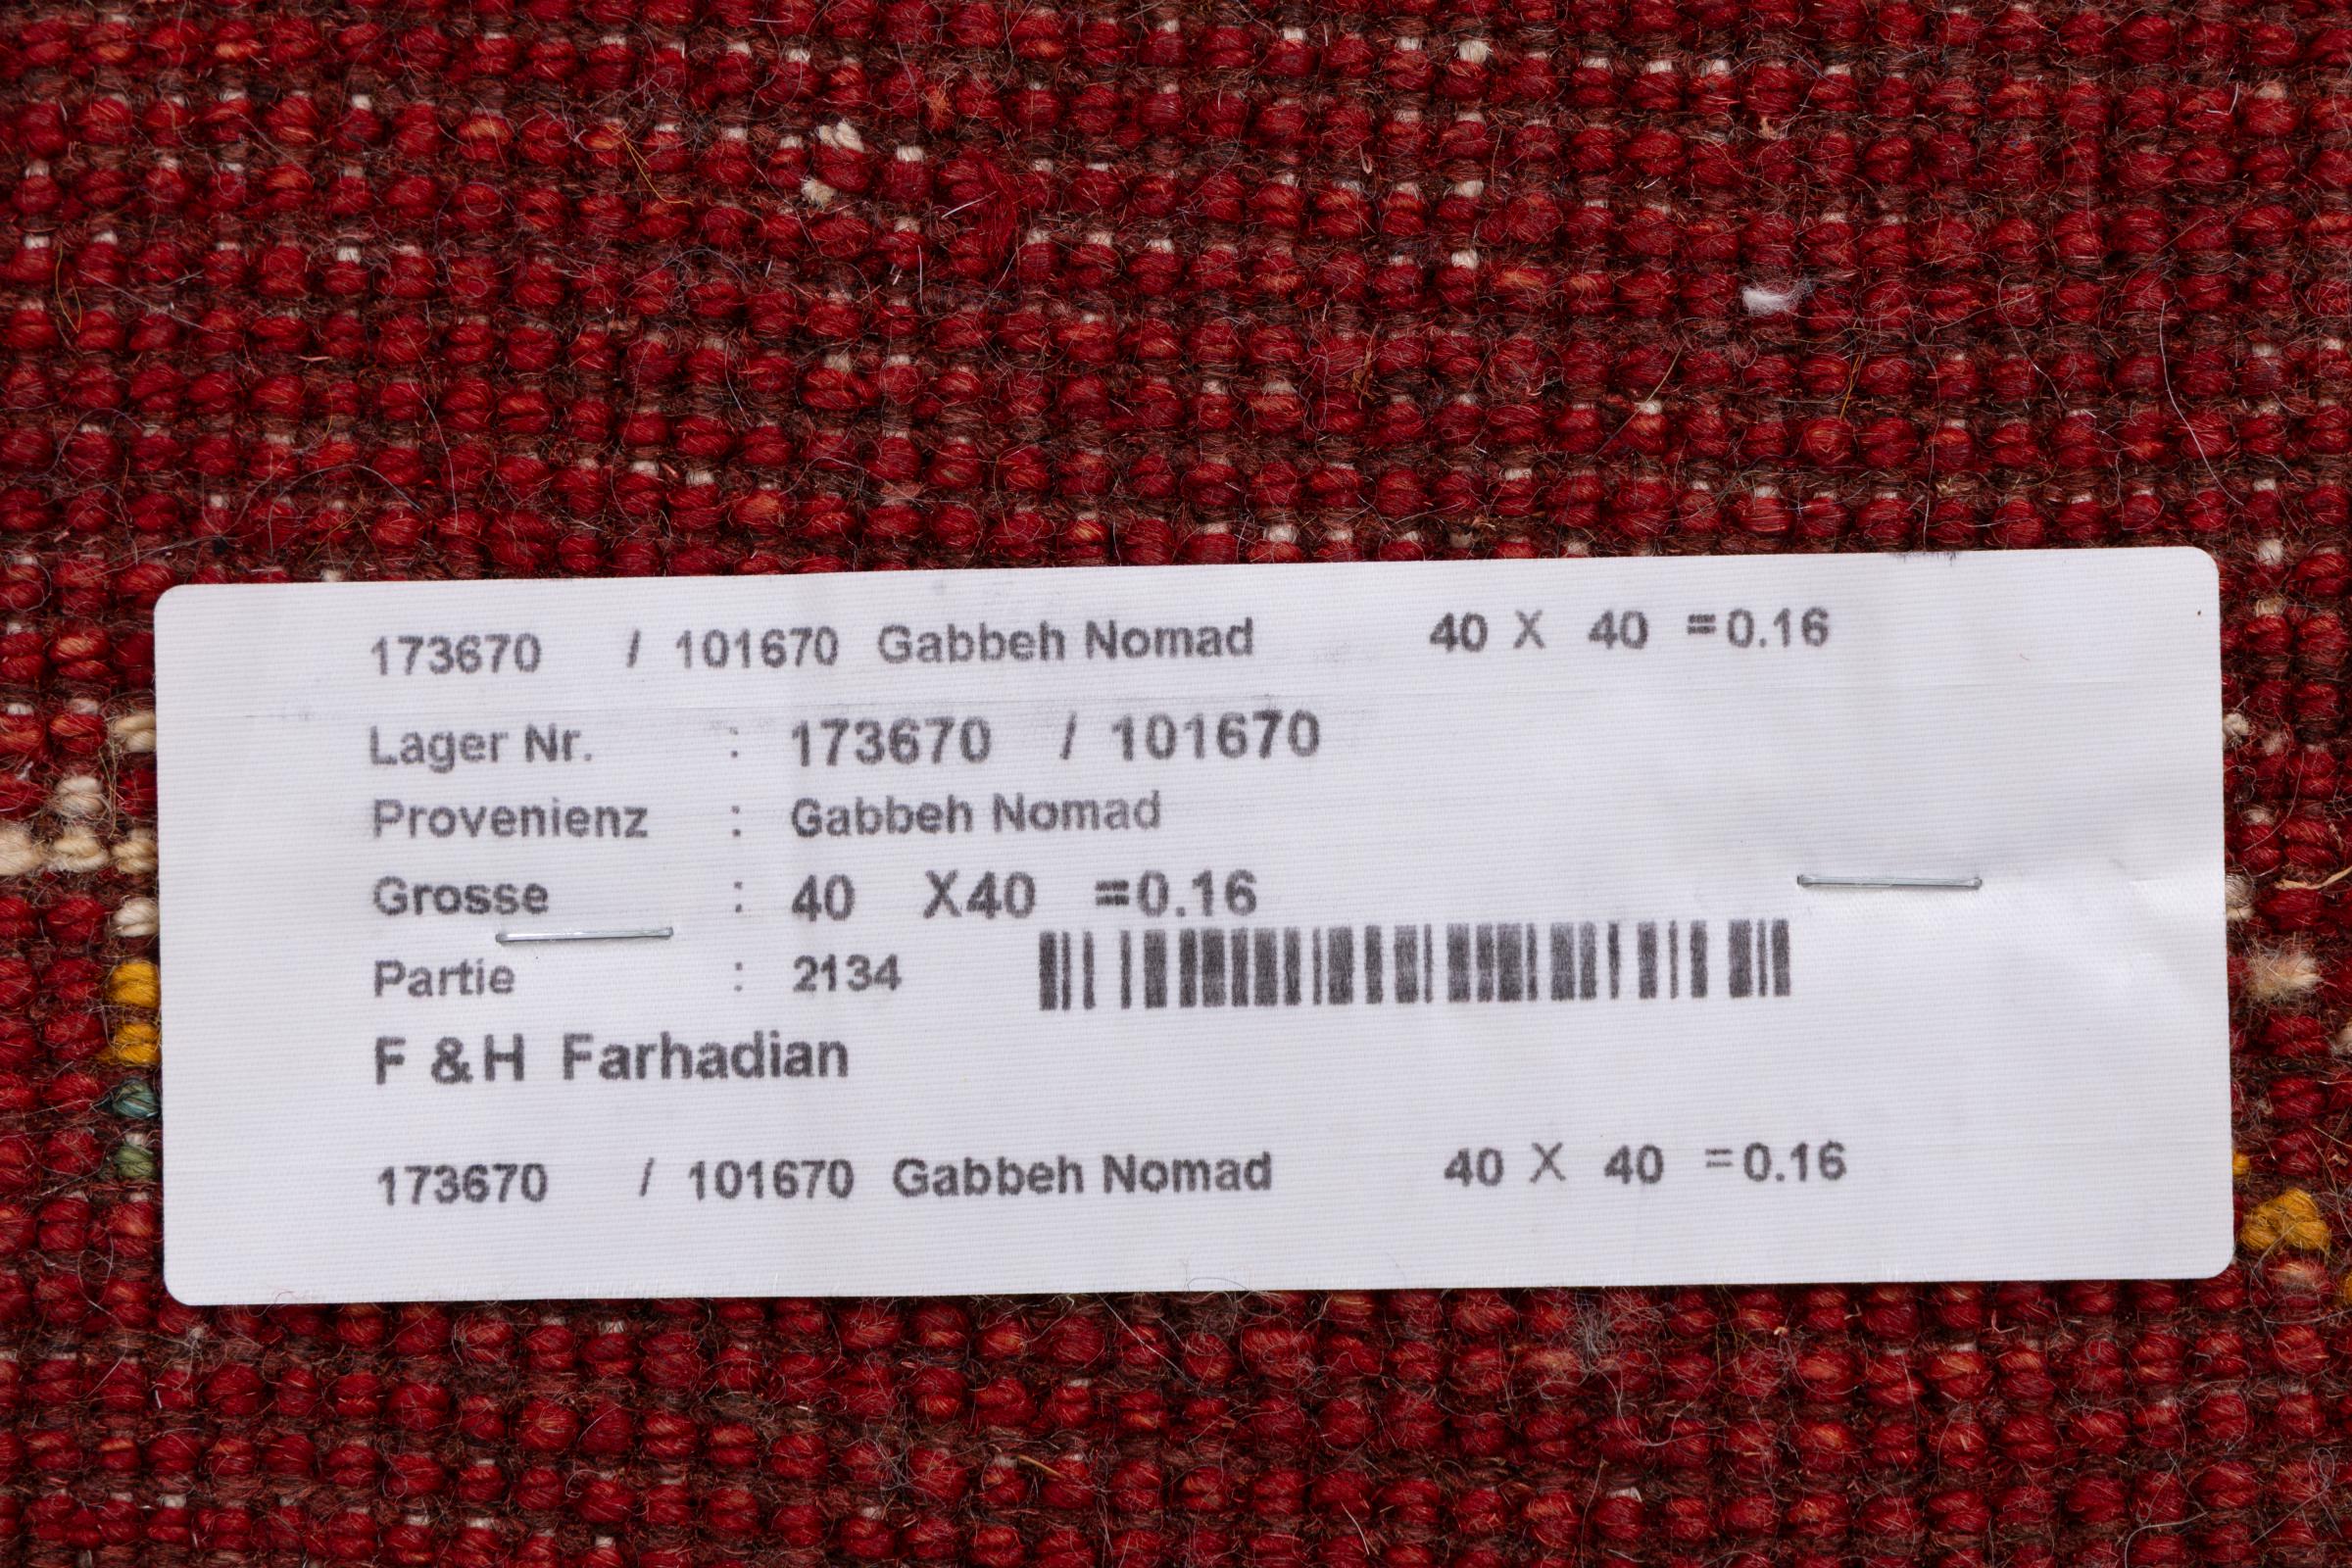 173670 / 101670 Gabbeh Nomad 40 X 40 =0.16
Lager Nr. : 173670 / 101670
Provenienz : Gabbeh Nomad
Grosse : 40 X40 =0.16
Partie : 2134
F & H Farhadian
173670 / 101670 Gabbeh Nomad 40 X 40 =0.16